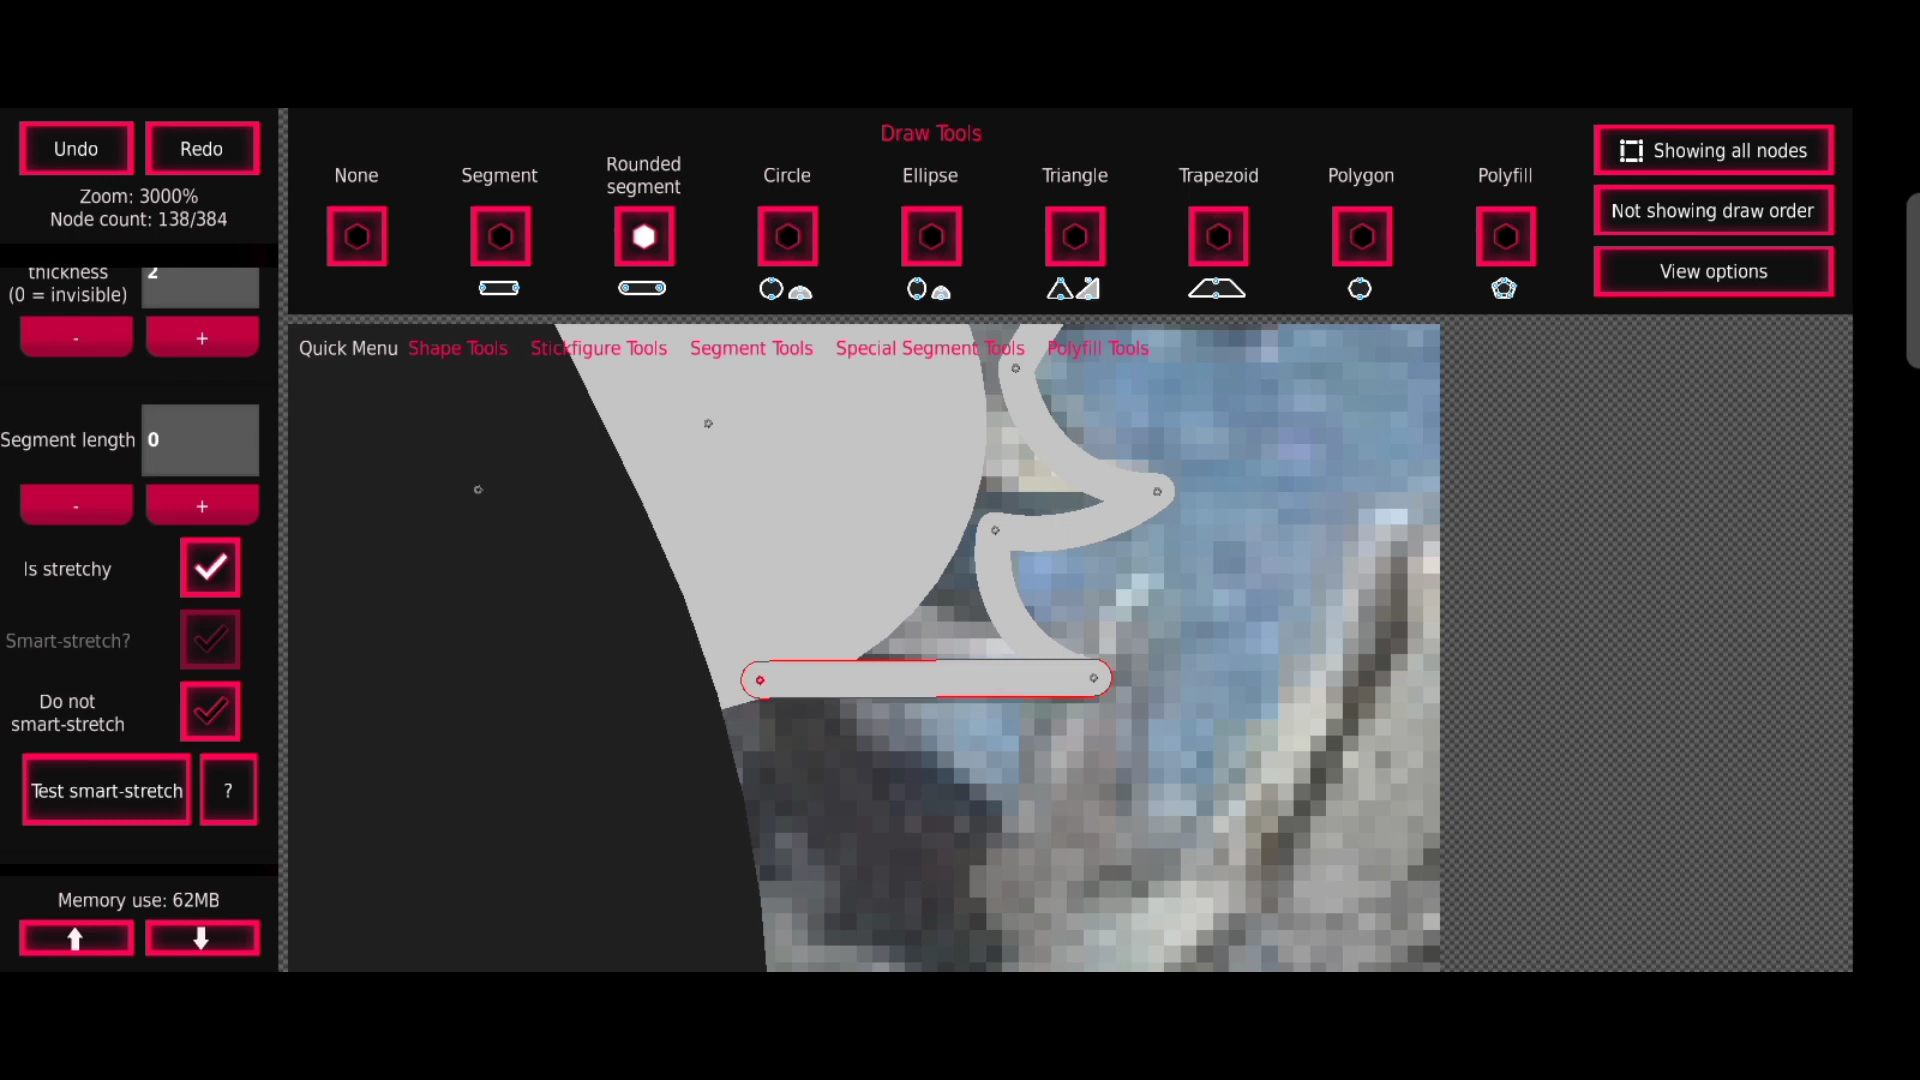 Undo
Redo
Zoom: 3000%
Node count: 138/384
thickness
(0 = invisible)
2
-
+
Segment length
0
-
+
Is stretchy
Smart-stretch?
Do not
smart-stretch
Test smart-stretch
?
Memory use: 62MB
Draw Tools
None
Segment
Rounded
segment
Circle
Ellipse
Triangle
Trapezoid
Polygon
Polyfill
Showing all nodes
Not showing draw order
View options
Quick Menu
Shape Tools
Stickfigure Tools
Segment Tools
Special Segment Tools
Polyfill Tools